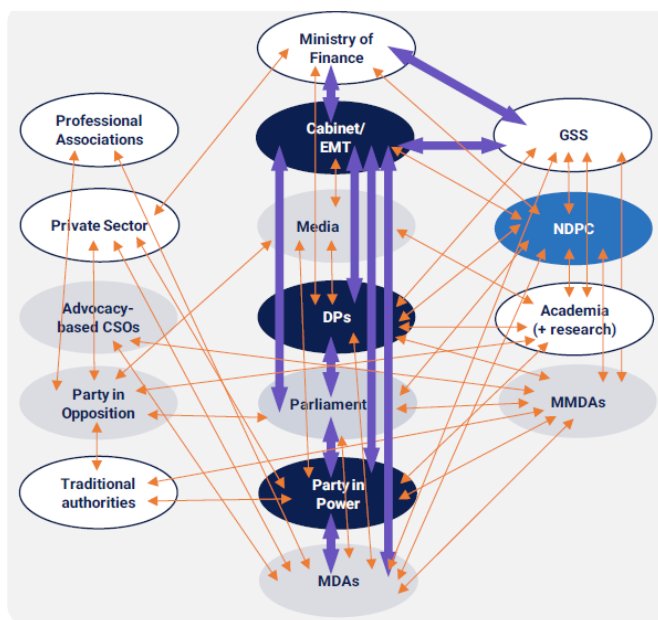 Ministry of
Finance
Professional
Associations
Cabinet/
EMT
GSS
Private Sector
Media
NDPC
Advocacy-
based CSOs
DPs
Academia
(+ research)
Party in
Opposition
Parliament
MMDAs
Traditional
authorities
Party in
Power
MDAs